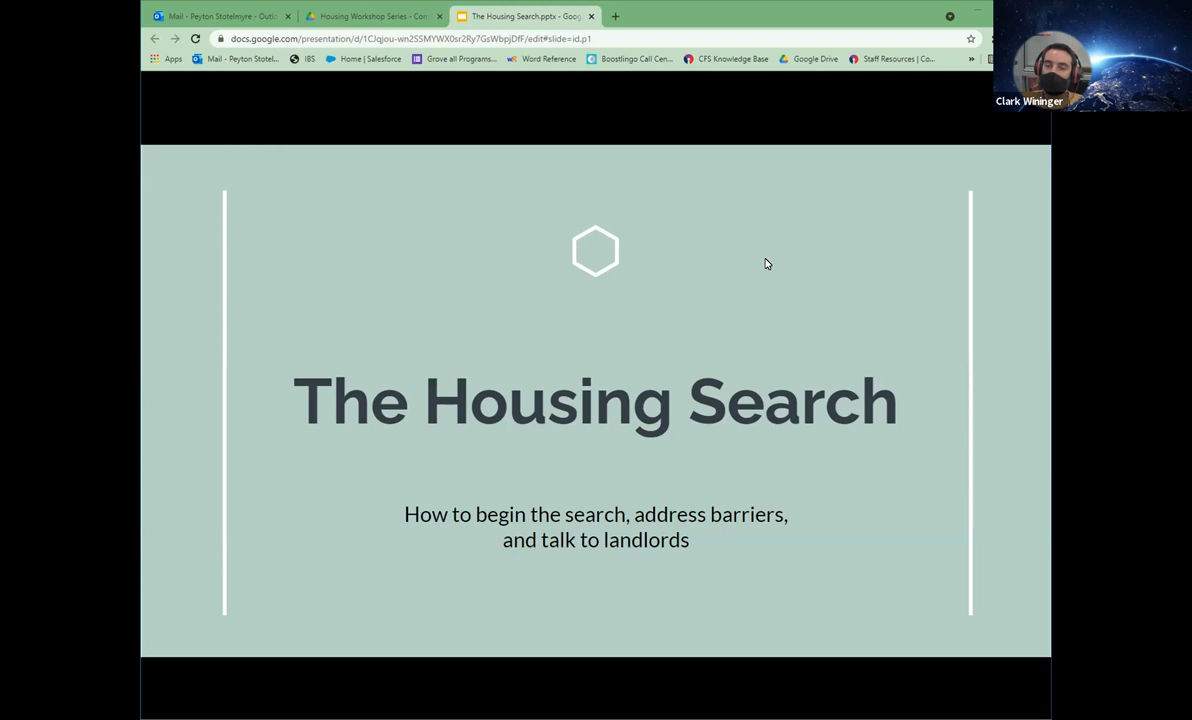 Mail - Peyton Stotelmyre - Outlo
Housing Workshop Series - Con
The Housing Search.pptx - Goog
docs.google.com/presentation/d/1CJqjou-wn2SSMYWX0sr2Ry7GsWbpjDfF/edit#slide=id.p1
Apps
Mail - Peyton Stotel...
IBS
Home | Salesforce
Grove all Programs...
Word Reference
Boostlingo Call Cen...
CFS Knowledge Base
Google Drive
Staff Resources | Co...
Clark Wininger
The Housing Search
How to begin the search, address barriers,
and talk to landlords